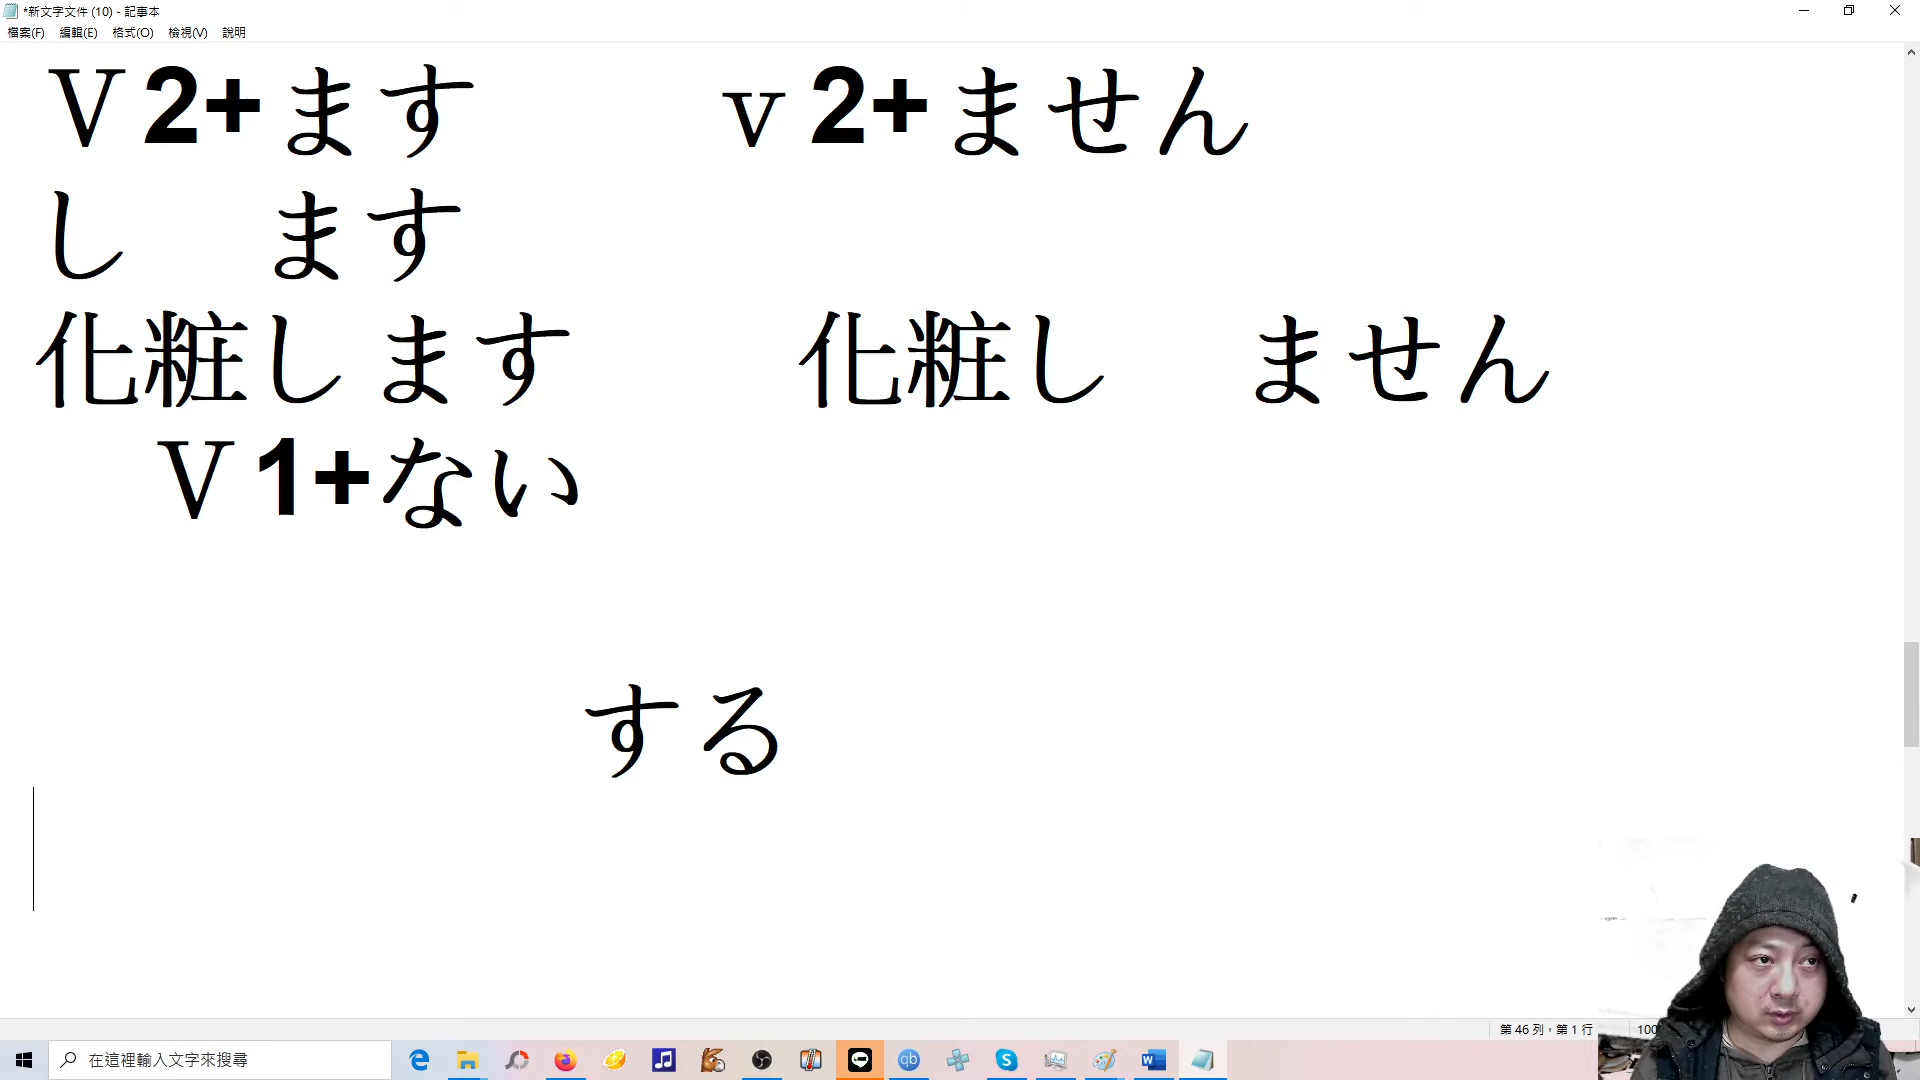 *新文字文件 (10) - 記事本
檔案(F) 編輯(E) 格式(O) 檢視(V) 說明
Ｖ2+ます　　ｖ2+ません
し　ます
化粧し ます　　化粧し　ません
Ｖ1+ない
する
第 46 列，第 1 行 100
在這裡輸入文字來搜尋